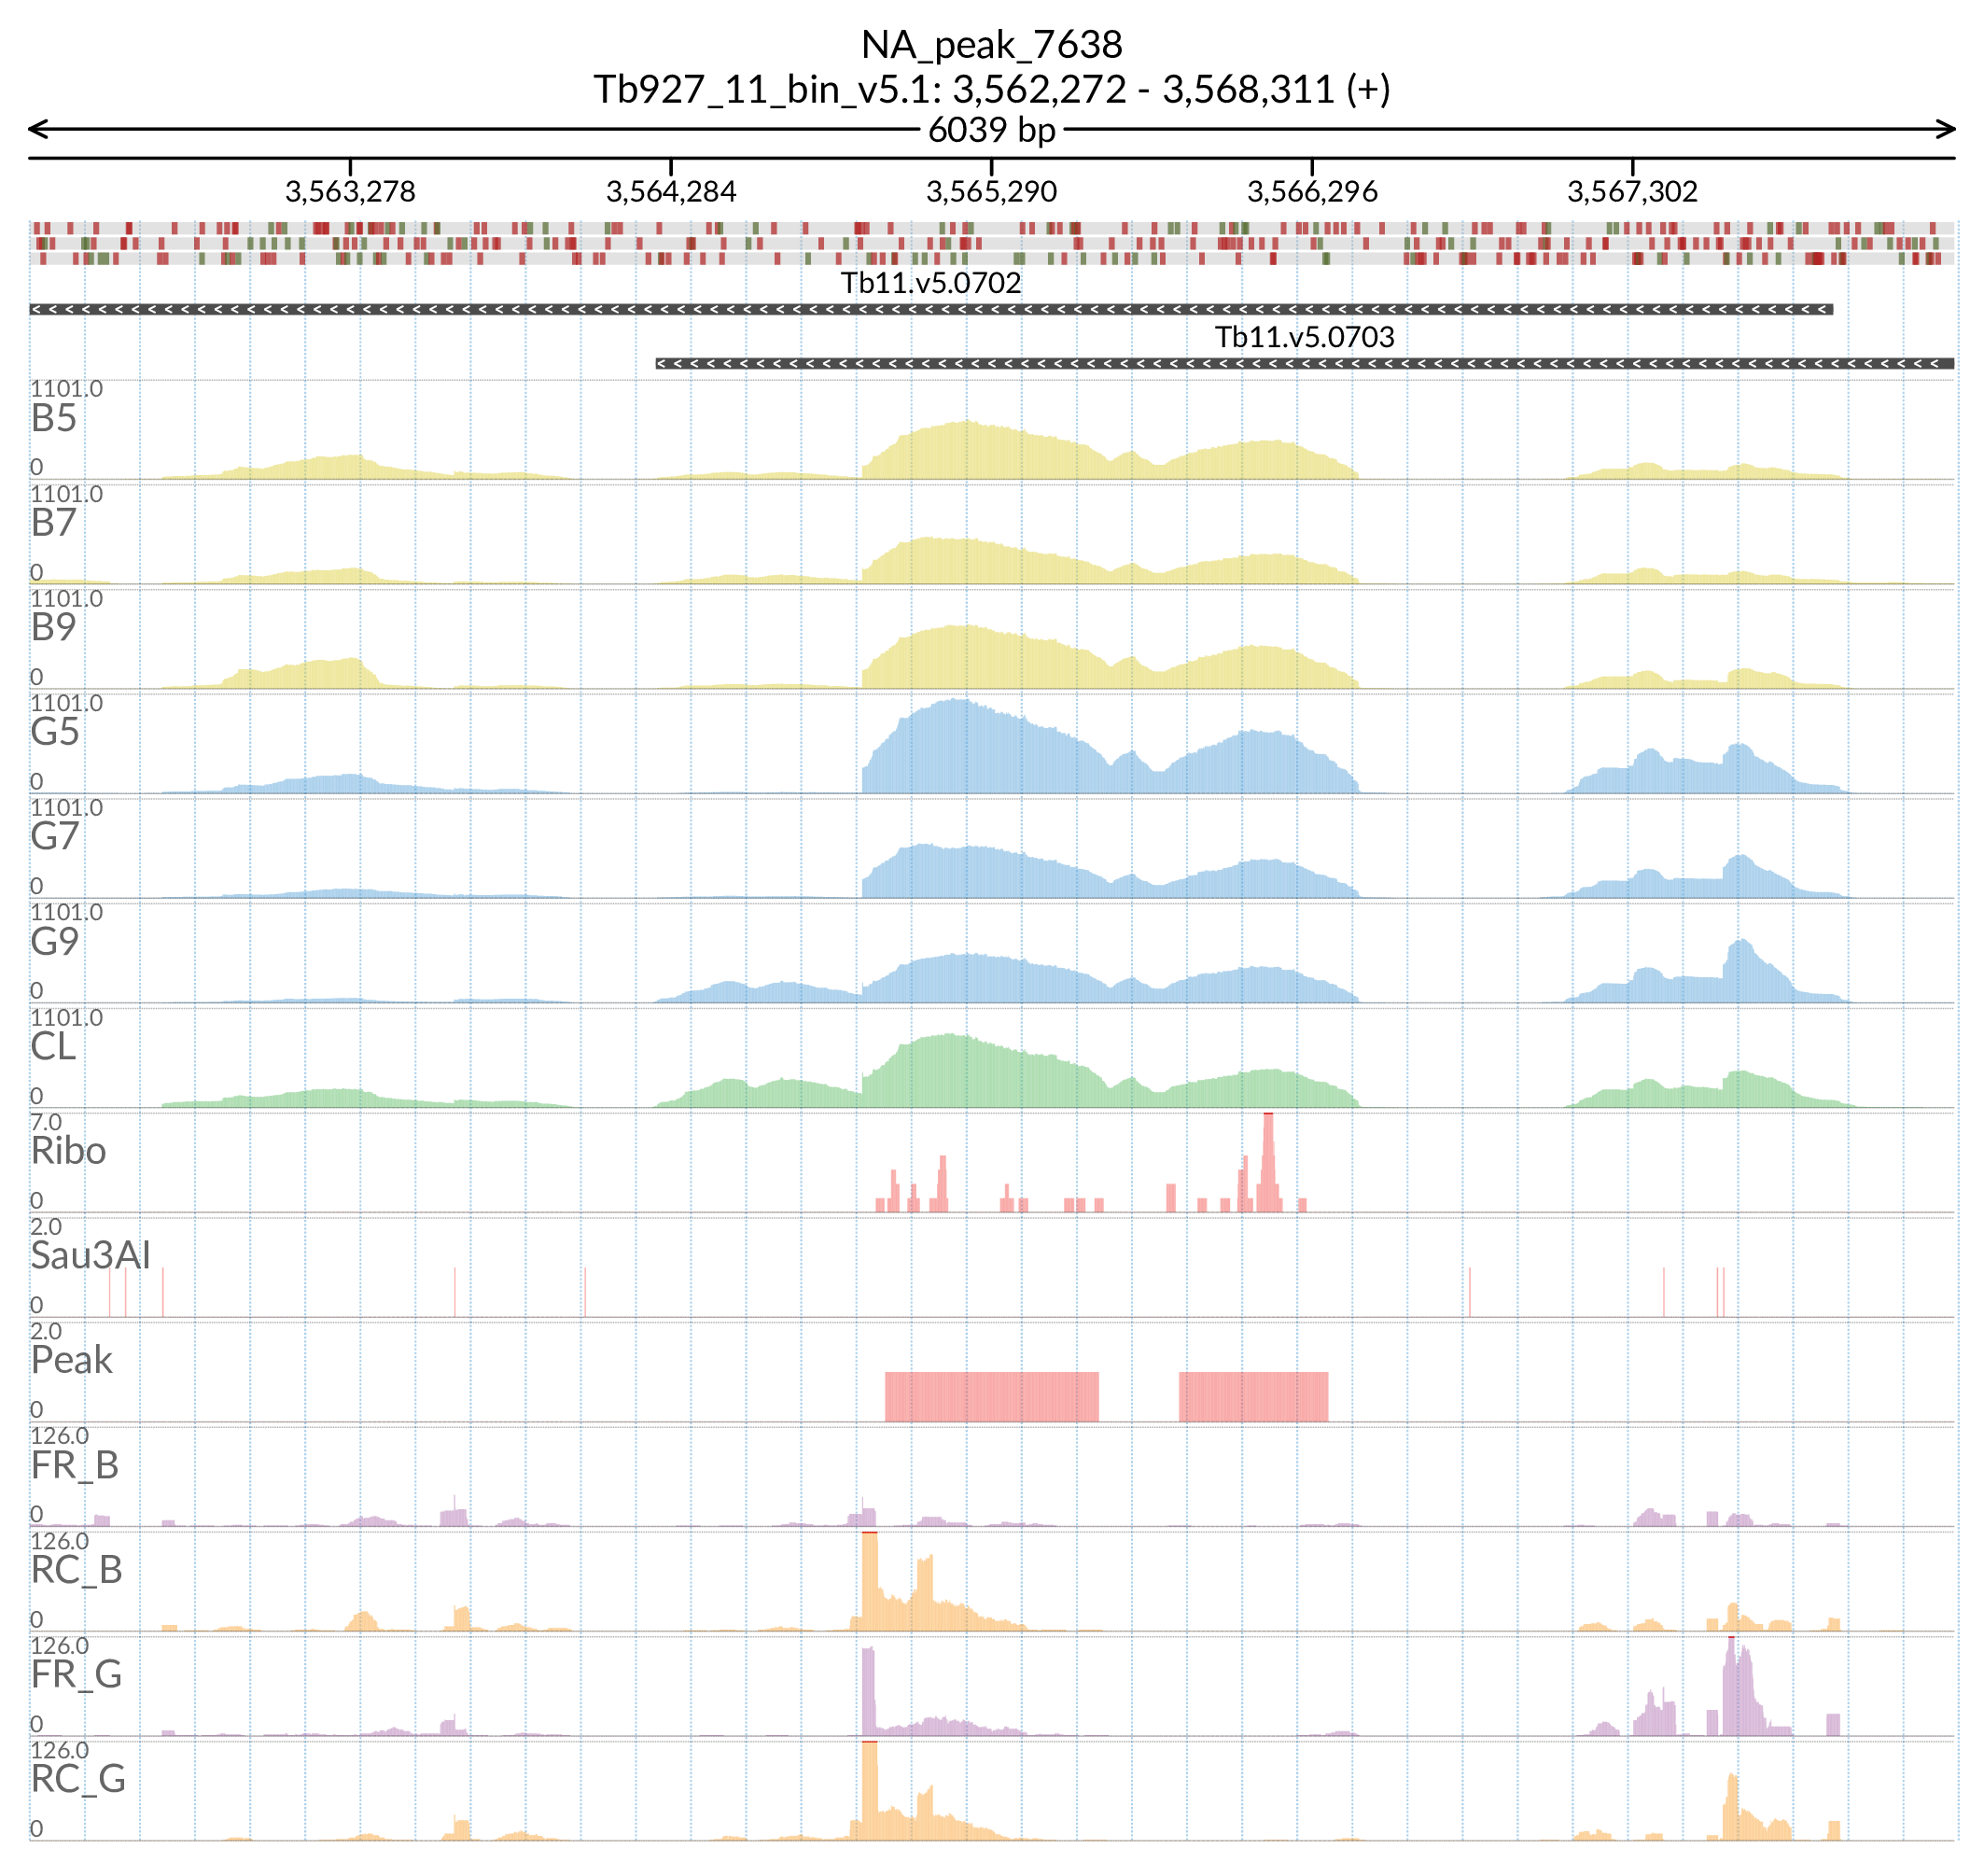 NA_peak_7638
Tb927_11_bin_v5.1: 3,562,272 - 3,568,311 (+)
6039 bp
3,563,278 3,564,284 3,565,290 3,566,296 3,567,302
Tb11.v5.0702
Tb11.v5.0703
1101.0
B5
0
1101.0
B7
0
1101.0
B9
0
1101.0
G5
0
1101.0
G7
0
1101.0
G9
0
1101.0
CL
0
7.0
Ribo
0
2.0
Sau3AI
0
2.0
Peak
0
126.0
FR_B
0
126.0
RC_B
0
126.0
FR_G
0
126.0
RC_G
0